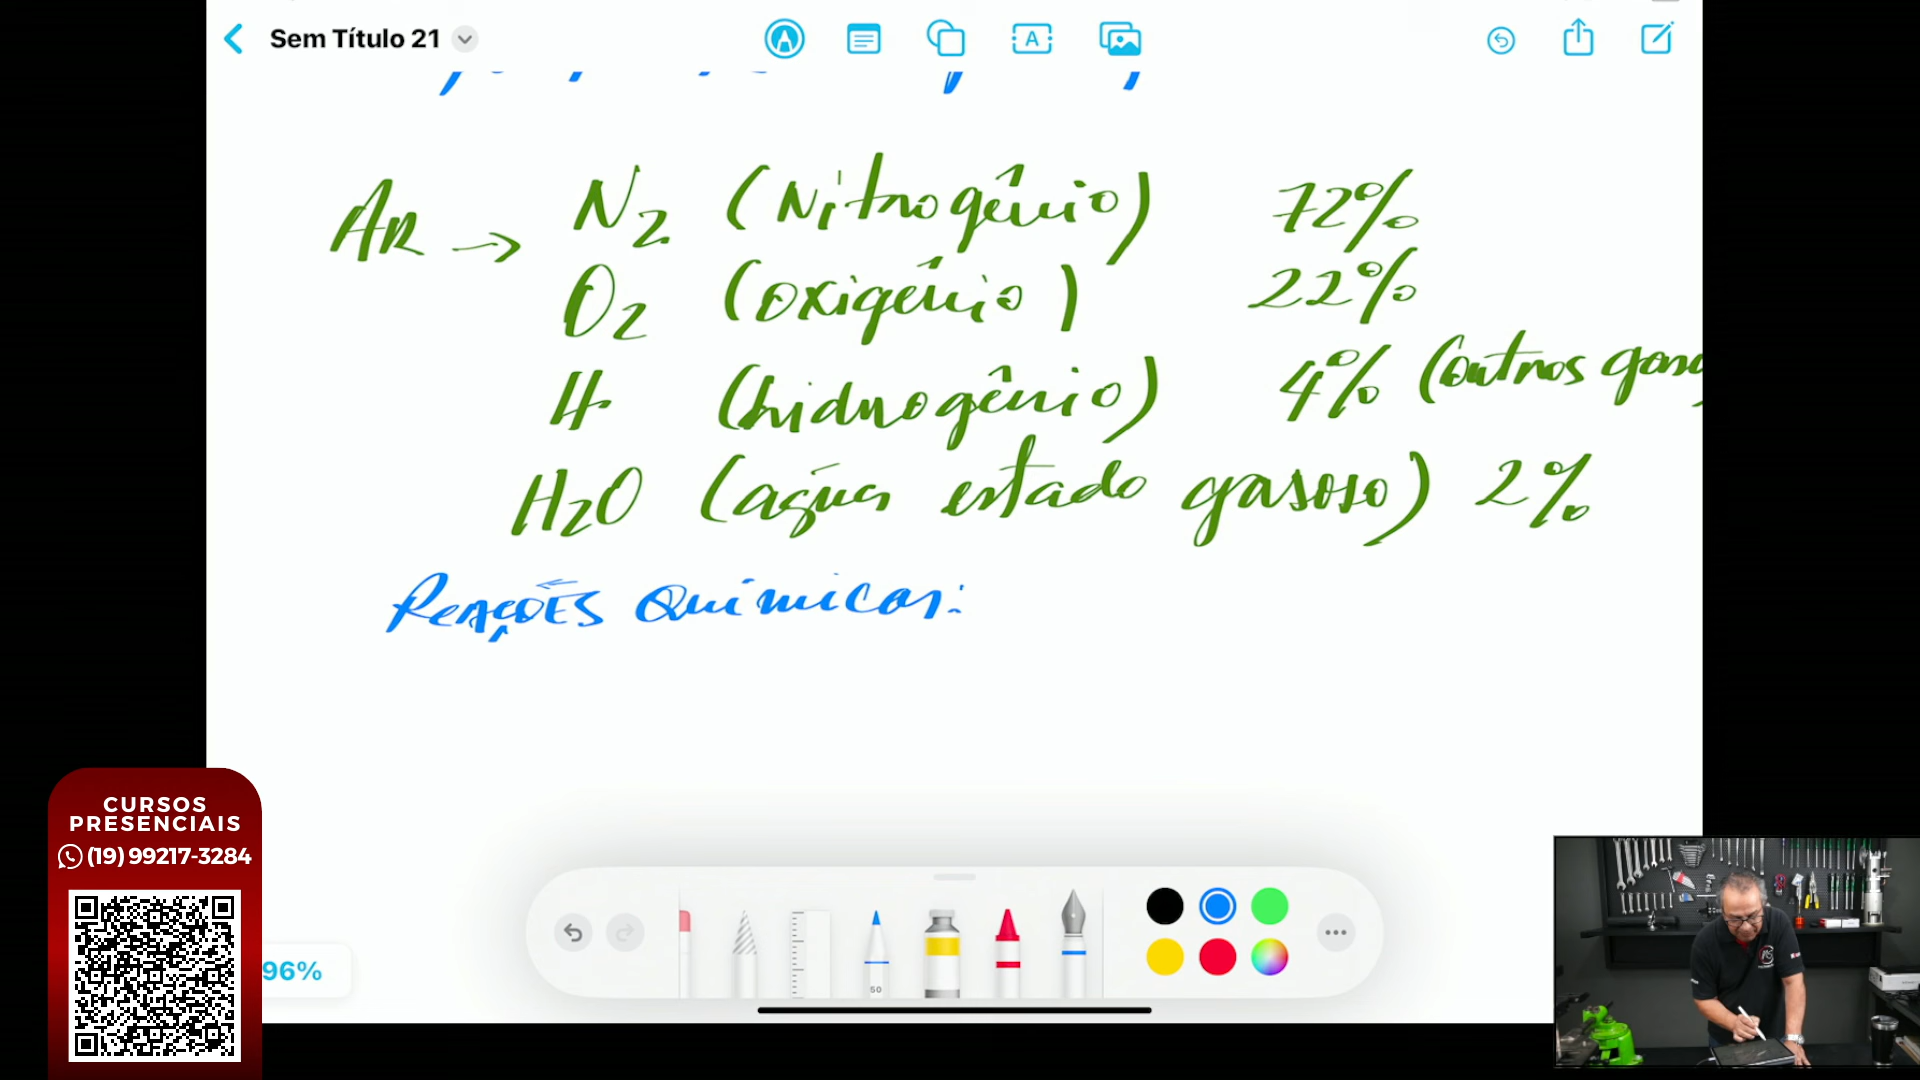 Sem Título 21
AR → N2 (Nitrogênio) 72%
O2 (oxigênio) 22%
H (hidrogênio) 4% (outros
H2O (água estado gasoso) 2%
REAÇÕES Químicas:
CURSOS
PRESENCIAIS
(19) 99217-3284
96%
50